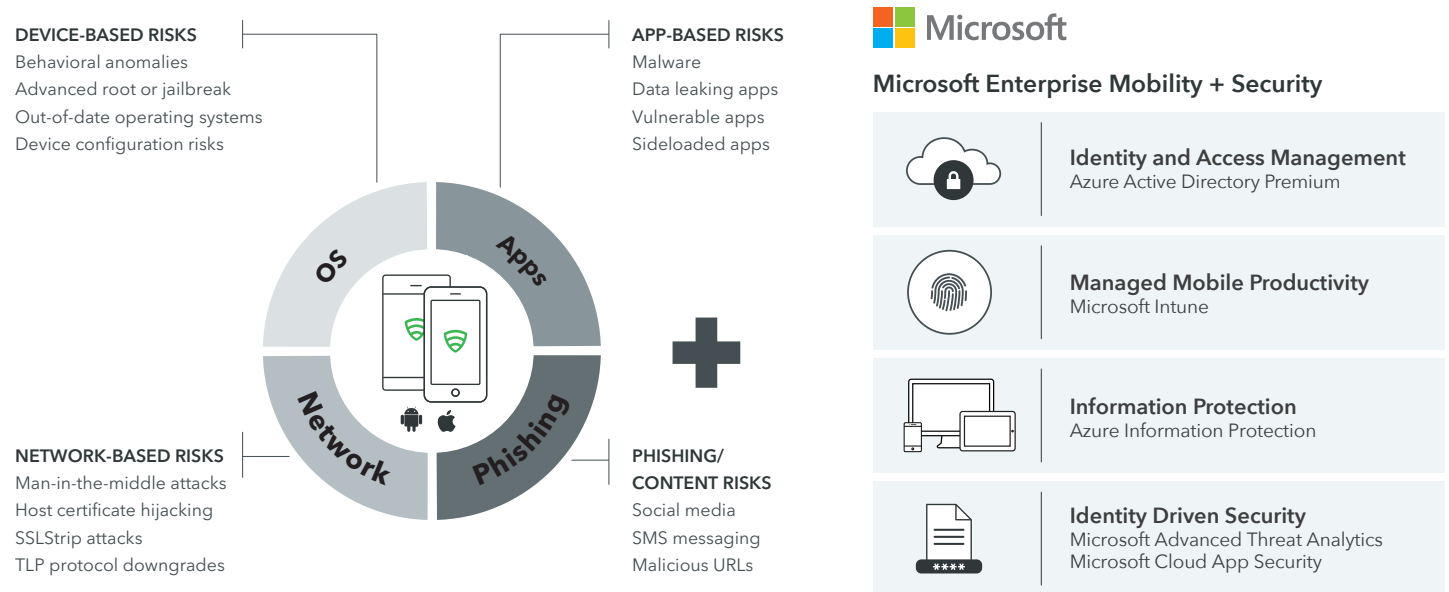 DEVICE-BASED RISKS
Behavioral anomalies
Advanced root or jailbreak
Out-of-date operating systems
Device configuration risks
APP-BASED RISKS
Malware
Data leaking apps
Vulnerable apps
Sideloaded apps
OS
Apps
Network
Phishing
NETWORK-BASED RISKS
Man-in-the-middle attacks
Host certificate hijacking
SSLStrip attacks
TLP protocol downgrades
PHISHING/
CONTENT RISKS
Social media
SMS messaging
Malicious URLs
Microsoft
Microsoft Enterprise Mobility + Security
Identity and Access Management
Azure Active Directory Premium
Managed Mobile Productivity
Microsoft Intune
Information Protection
Azure Information Protection
Identity Driven Security
Microsoft Advanced Threat Analytics
Microsoft Cloud App Security
****